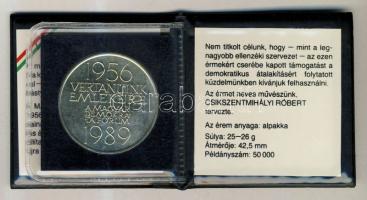 1956
VÉRTANÚINK
EMLÉKÉRE
A MAGYAR
DEMOKRATA
FÓRUM
1989
Nem titkolt célunk, hogy — mint a leg-
nagyobb ellenzéki szervezet — az ezen
érmekért cserébe kapott támogatást a
demokratikus átalakításért folytatott
küzdelmünkben kívánjuk felhasználni.
Az érmet neves művészünk,
CSIKSZENTMIHÁLYI RÓBERT
tervezte.
Az érem anyaga: alpakka
Súlya: 25—26 g
Átmérője: 42,5 mm
Példányszám: 50 000